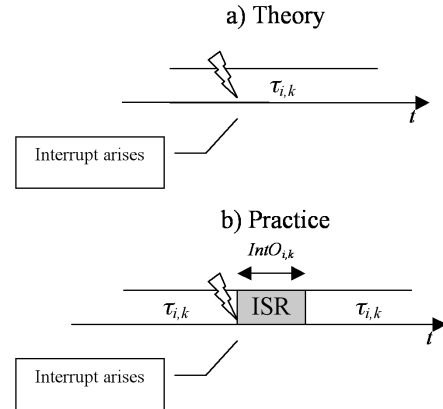 a) Theory
τi,k
t
Interrupt arises
b) Practice
IntOi,k
τi,k ISR τi,k
t
Interrupt arises